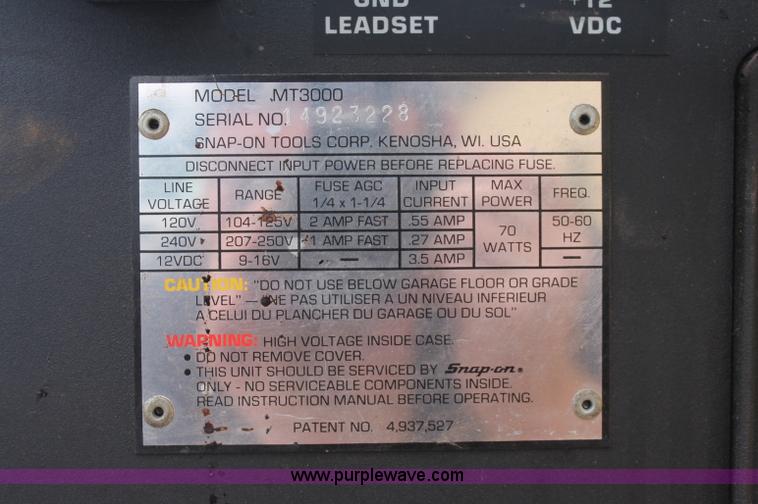 GND +12
LEADSET VDC
MODEL MT3000
SERIAL NO. 14923228
SNAP-ON TOOLS CORP. KENOSHA, WI. USA
DISCONNECT INPUT POWER BEFORE REPLACING FUSE.
LINE VOLTAGE RANGE FUSE AGC 1/4 x 1-1/4 INPUT CURRENT MAX POWER FREQ.
120V 104-125V 2 AMP FAST .55 AMP 70 WATTS 50-60 HZ
240V 207-250V 1 AMP FAST .27 AMP
12VDC 9-16V — 3.5 AMP —
CAUTION: "DO NOT USE BELOW GARAGE FLOOR OR GRADE
LEVEL" — "NE PAS UTILISER A UN NIVEAU INFERIEUR
A CELUI DU PLANCHER DU GARAGE OU DU SOL"
WARNING: HIGH VOLTAGE INSIDE CASE.
• DO NOT REMOVE COVER.
• THIS UNIT SHOULD BE SERVICED BY Snap-on®
ONLY - NO SERVICEABLE COMPONENTS INSIDE.
READ INSTRUCTION MANUAL BEFORE OPERATING.
PATENT NO. 4,937,527
www.purplewave.com